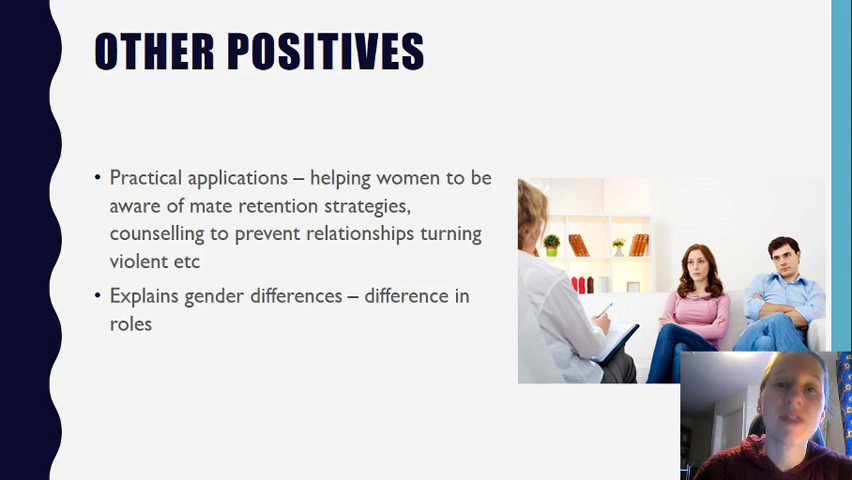 OTHER POSITIVES
• Practical applications – helping women to be
aware of mate retention strategies,
counselling to prevent relationships turning
violent etc
• Explains gender differences – difference in
roles